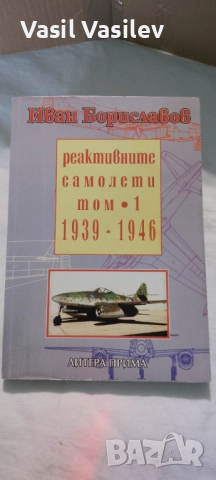 Vasil Vasilev
Иван Бориславов
реактивните
самолети
том • 1
1939 - 1946
ЛИТЕРА ПРИМА
BAZAR